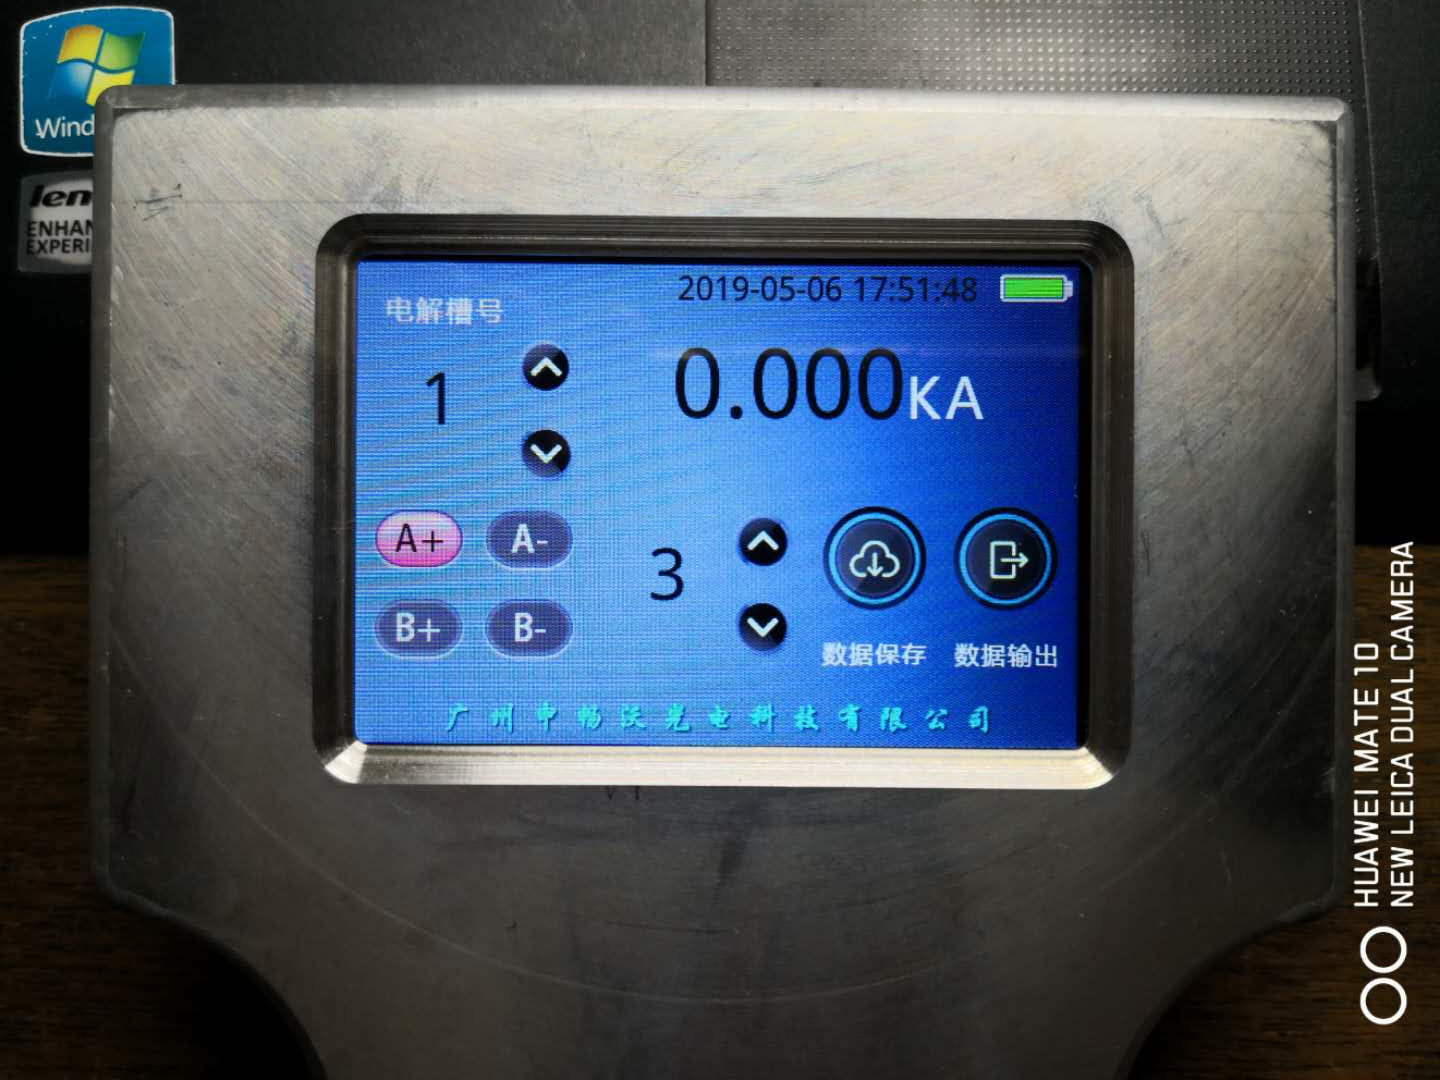 Wind
len
ENHAN
EXPERI
2019-05-06 17:51:48
电解槽号
1
0.000KA
A+ A-
3
B+ B-
数据保存 数据输出
广州申畅沃光电科技有限公司
HUAWEI MATE 10
NEW LEICA DUAL CAMERA